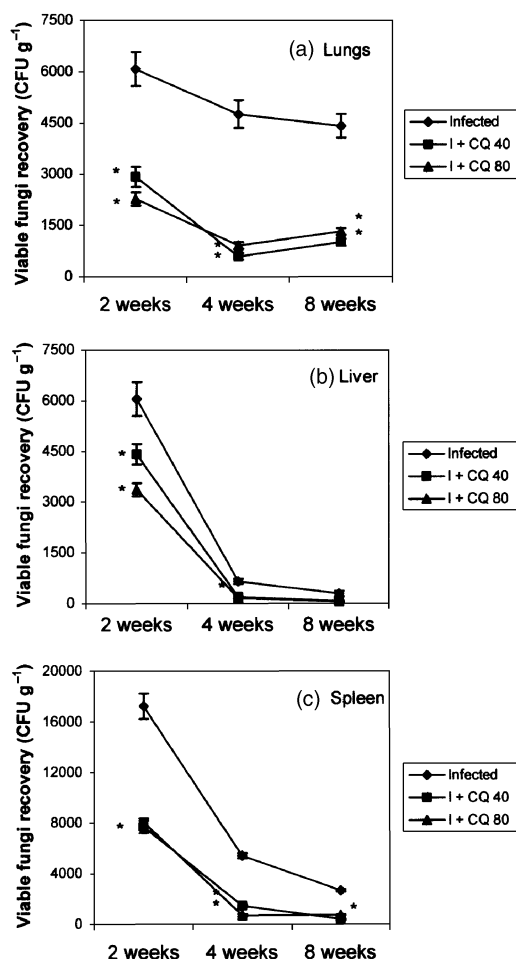 (a) Lungs
Viable fungi recovery (CFU g⁻¹)
7500
6000
4500
3000
1500
0
* * * * * *
2 weeks 4 weeks 8 weeks
Infected
I + CQ 40
I + CQ 80
(b) Liver
Viable fungi recovery (CFU g⁻¹)
7500
6000
4500
3000
1500
0
* * *
2 weeks 4 weeks 8 weeks
Infected
I + CQ 40
I + CQ 80
(c) Spleen
Viable fungi recovery (CFU g⁻¹)
20000
16000
12000
8000
4000
0
* * * *
2 weeks 4 weeks 8 weeks
Infected
I + CQ 40
I + CQ 80